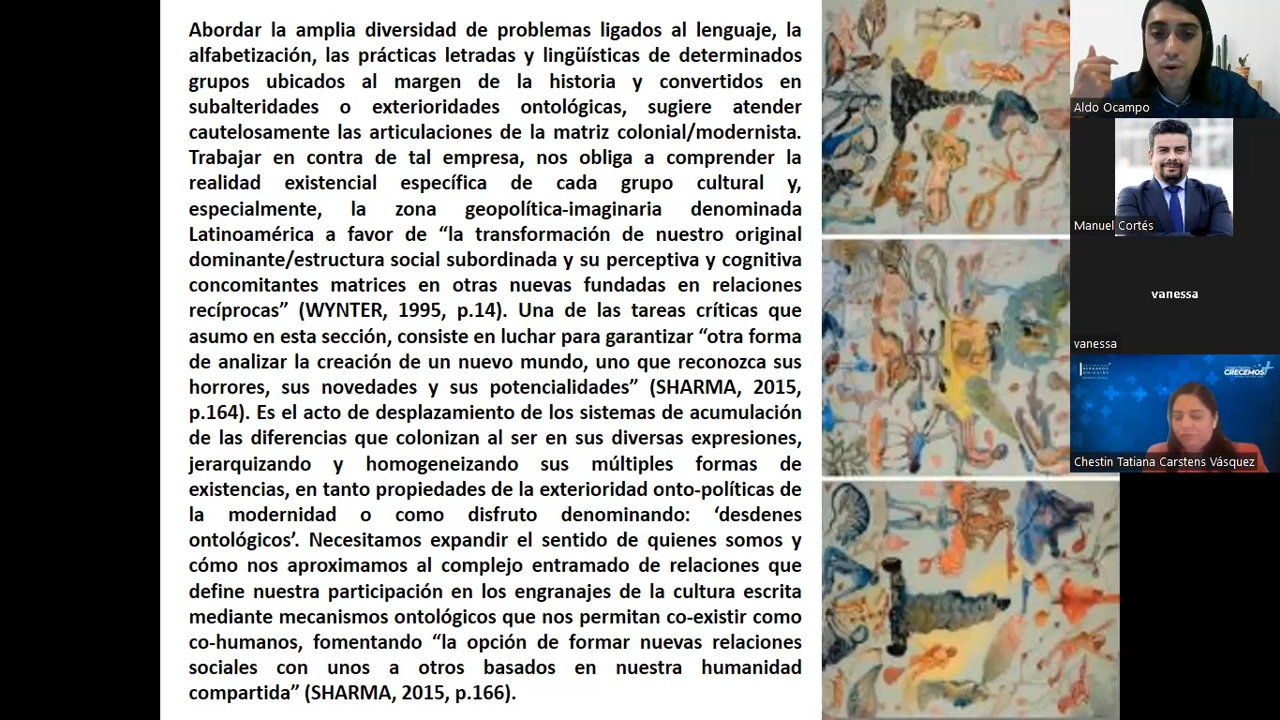 Abordar la amplia diversidad de problemas ligados al lenguaje, la
alfabetización, las prácticas letradas y lingüísticas de determinados
grupos ubicados al margen de la historia y convertidos en
subalteridades o exterioridades ontológicas, sugiere atender
cautelosamente las articulaciones de la matriz colonial/modernista.
Trabajar en contra de tal empresa, nos obliga a comprender la
realidad existencial específica de cada grupo cultural y,
especialmente, la zona geopolítica-imaginaria denominada
Latinoamérica a favor de “la transformación de nuestro original
dominante/estructura social subordinada y su perceptiva y cognitiva
concomitantes matrices en otras nuevas fundadas en relaciones
recíprocas” (WYNTER, 1995, p.14). Una de las tareas críticas que
asumo en esta sección, consiste en luchar para garantizar “otra forma
de analizar la creación de un nuevo mundo, uno que reconozca sus
horrores, sus novedades y sus potencialidades” (SHARMA, 2015,
p.164). Es el acto de desplazamiento de los sistemas de acumulación
de las diferencias que colonizan al ser en sus diversas expresiones,
jerarquizando y homogeneizando sus múltiples formas de
existencias, en tanto propiedades de la exterioridad onto-políticas de
la modernidad o como disfruto denominando: ‘desdenes
ontológicos’. Necesitamos expandir el sentido de quienes somos y
cómo nos aproximamos al complejo entramado de relaciones que
define nuestra participación en los engranajes de la cultura escrita
mediante mecanismos ontológicos que nos permitan co-existir como
co-humanos, fomentando “la opción de formar nuevas relaciones
sociales con unos a otros basados en nuestra humanidad
compartida” (SHARMA, 2015, p.166).
Aldo Ocampo
Manuel Cortés
vanessa
vanessa
CRECEMOS
Chestin Tatiana Carstens Vásquez